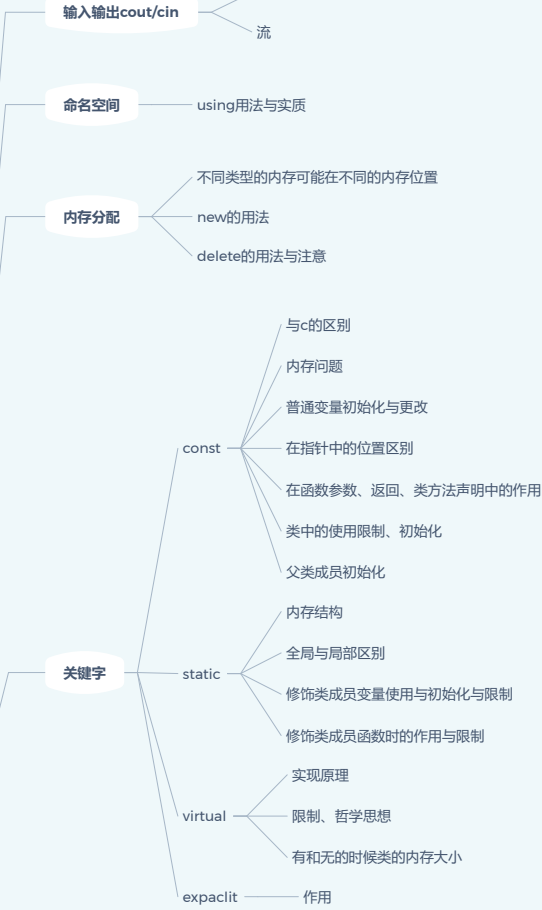 输入输出cout/cin
流
命名空间
using用法与实质
内存分配
不同类型的内存可能在不同的内存位置
new的用法
delete的用法与注意
关键字
const
与c的区别
内存问题
普通变量初始化与更改
在指针中的位置区别
在函数参数、返回、类方法声明中的作用
类中的使用限制、初始化
父类成员初始化
static
内存结构
全局与局部区别
修饰类成员变量使用与初始化与限制
修饰类成员函数时的作用与限制
virtual
实现原理
限制、哲学思想
有和无的时候类的内存大小
expaclit
作用